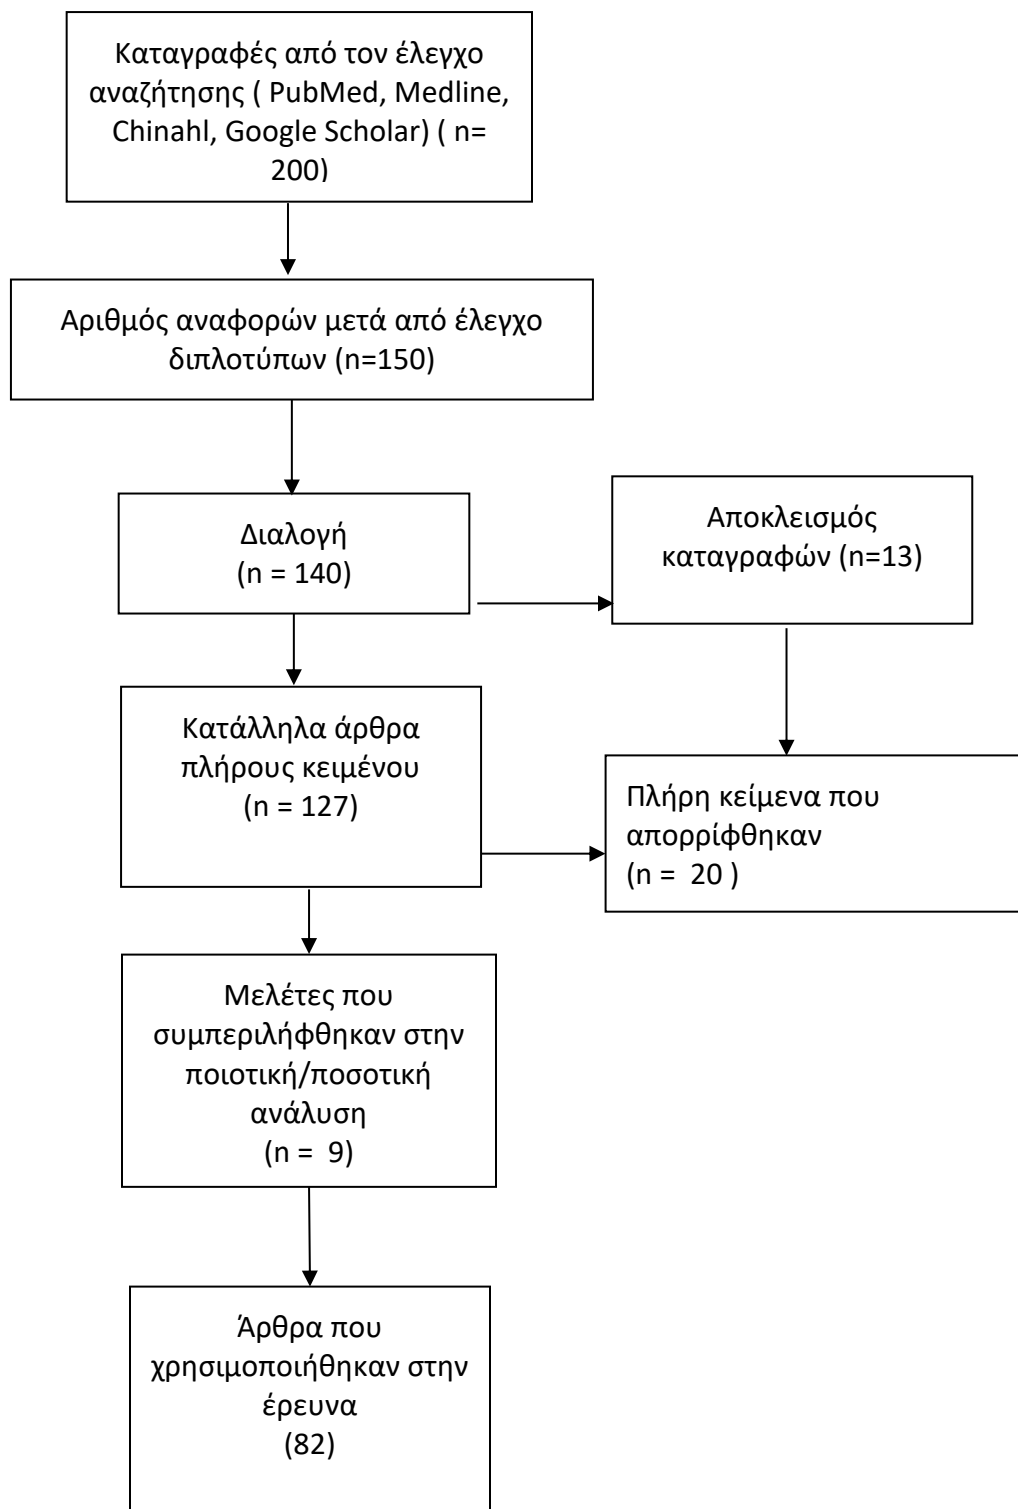 Καταγραφές από τον έλεγχο
αναζήτησης ( PubMed, Medline,
Chinahl, Google Scholar) ( n=
200)
Αριθμός αναφορών μετά από έλεγχο
διπλοτύπων (n=150)
Διαλογή
(n = 140)
Αποκλεισμός
καταγραφών (n=13)
Κατάλληλα άρθρα
πλήρους κειμένου
(n = 127)
Πλήρη κείμενα που
απορρίφθηκαν
(n =  20 )
Μελέτες που
συμπεριλήφθηκαν στην
ποιοτική/ποσοτική
ανάλυση
(n =  9)
Άρθρα που
χρησιμοποιήθηκαν στην
έρευνα
(82)